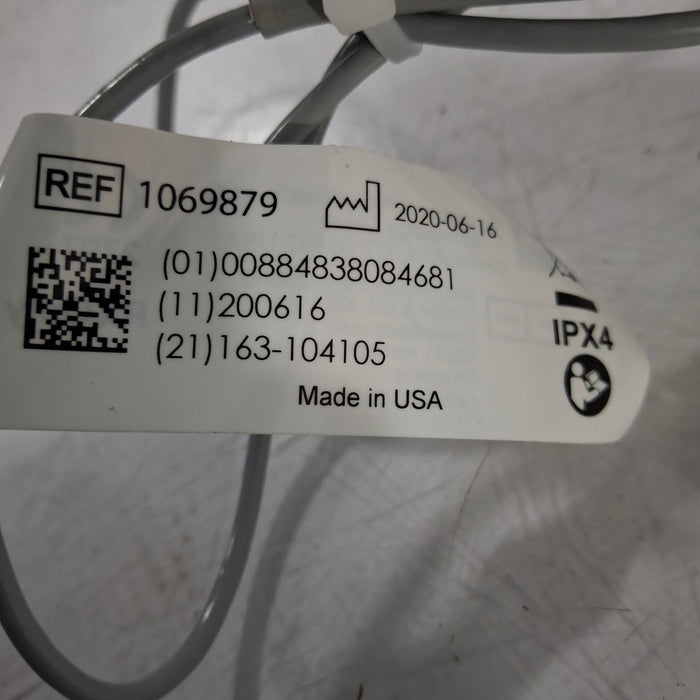 REF 1069879 2020-06-16
(01)00884838084681
(11)200616
(21)163-104105
IPX4
Made in USA